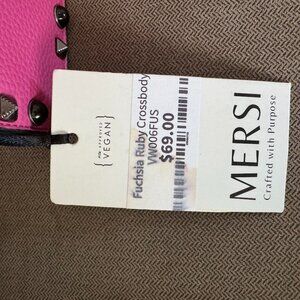 { VEGAN }
Fuchsia Ruby Crossbody
VW006FUS
$69.00
MERSI
Crafted with Purpose